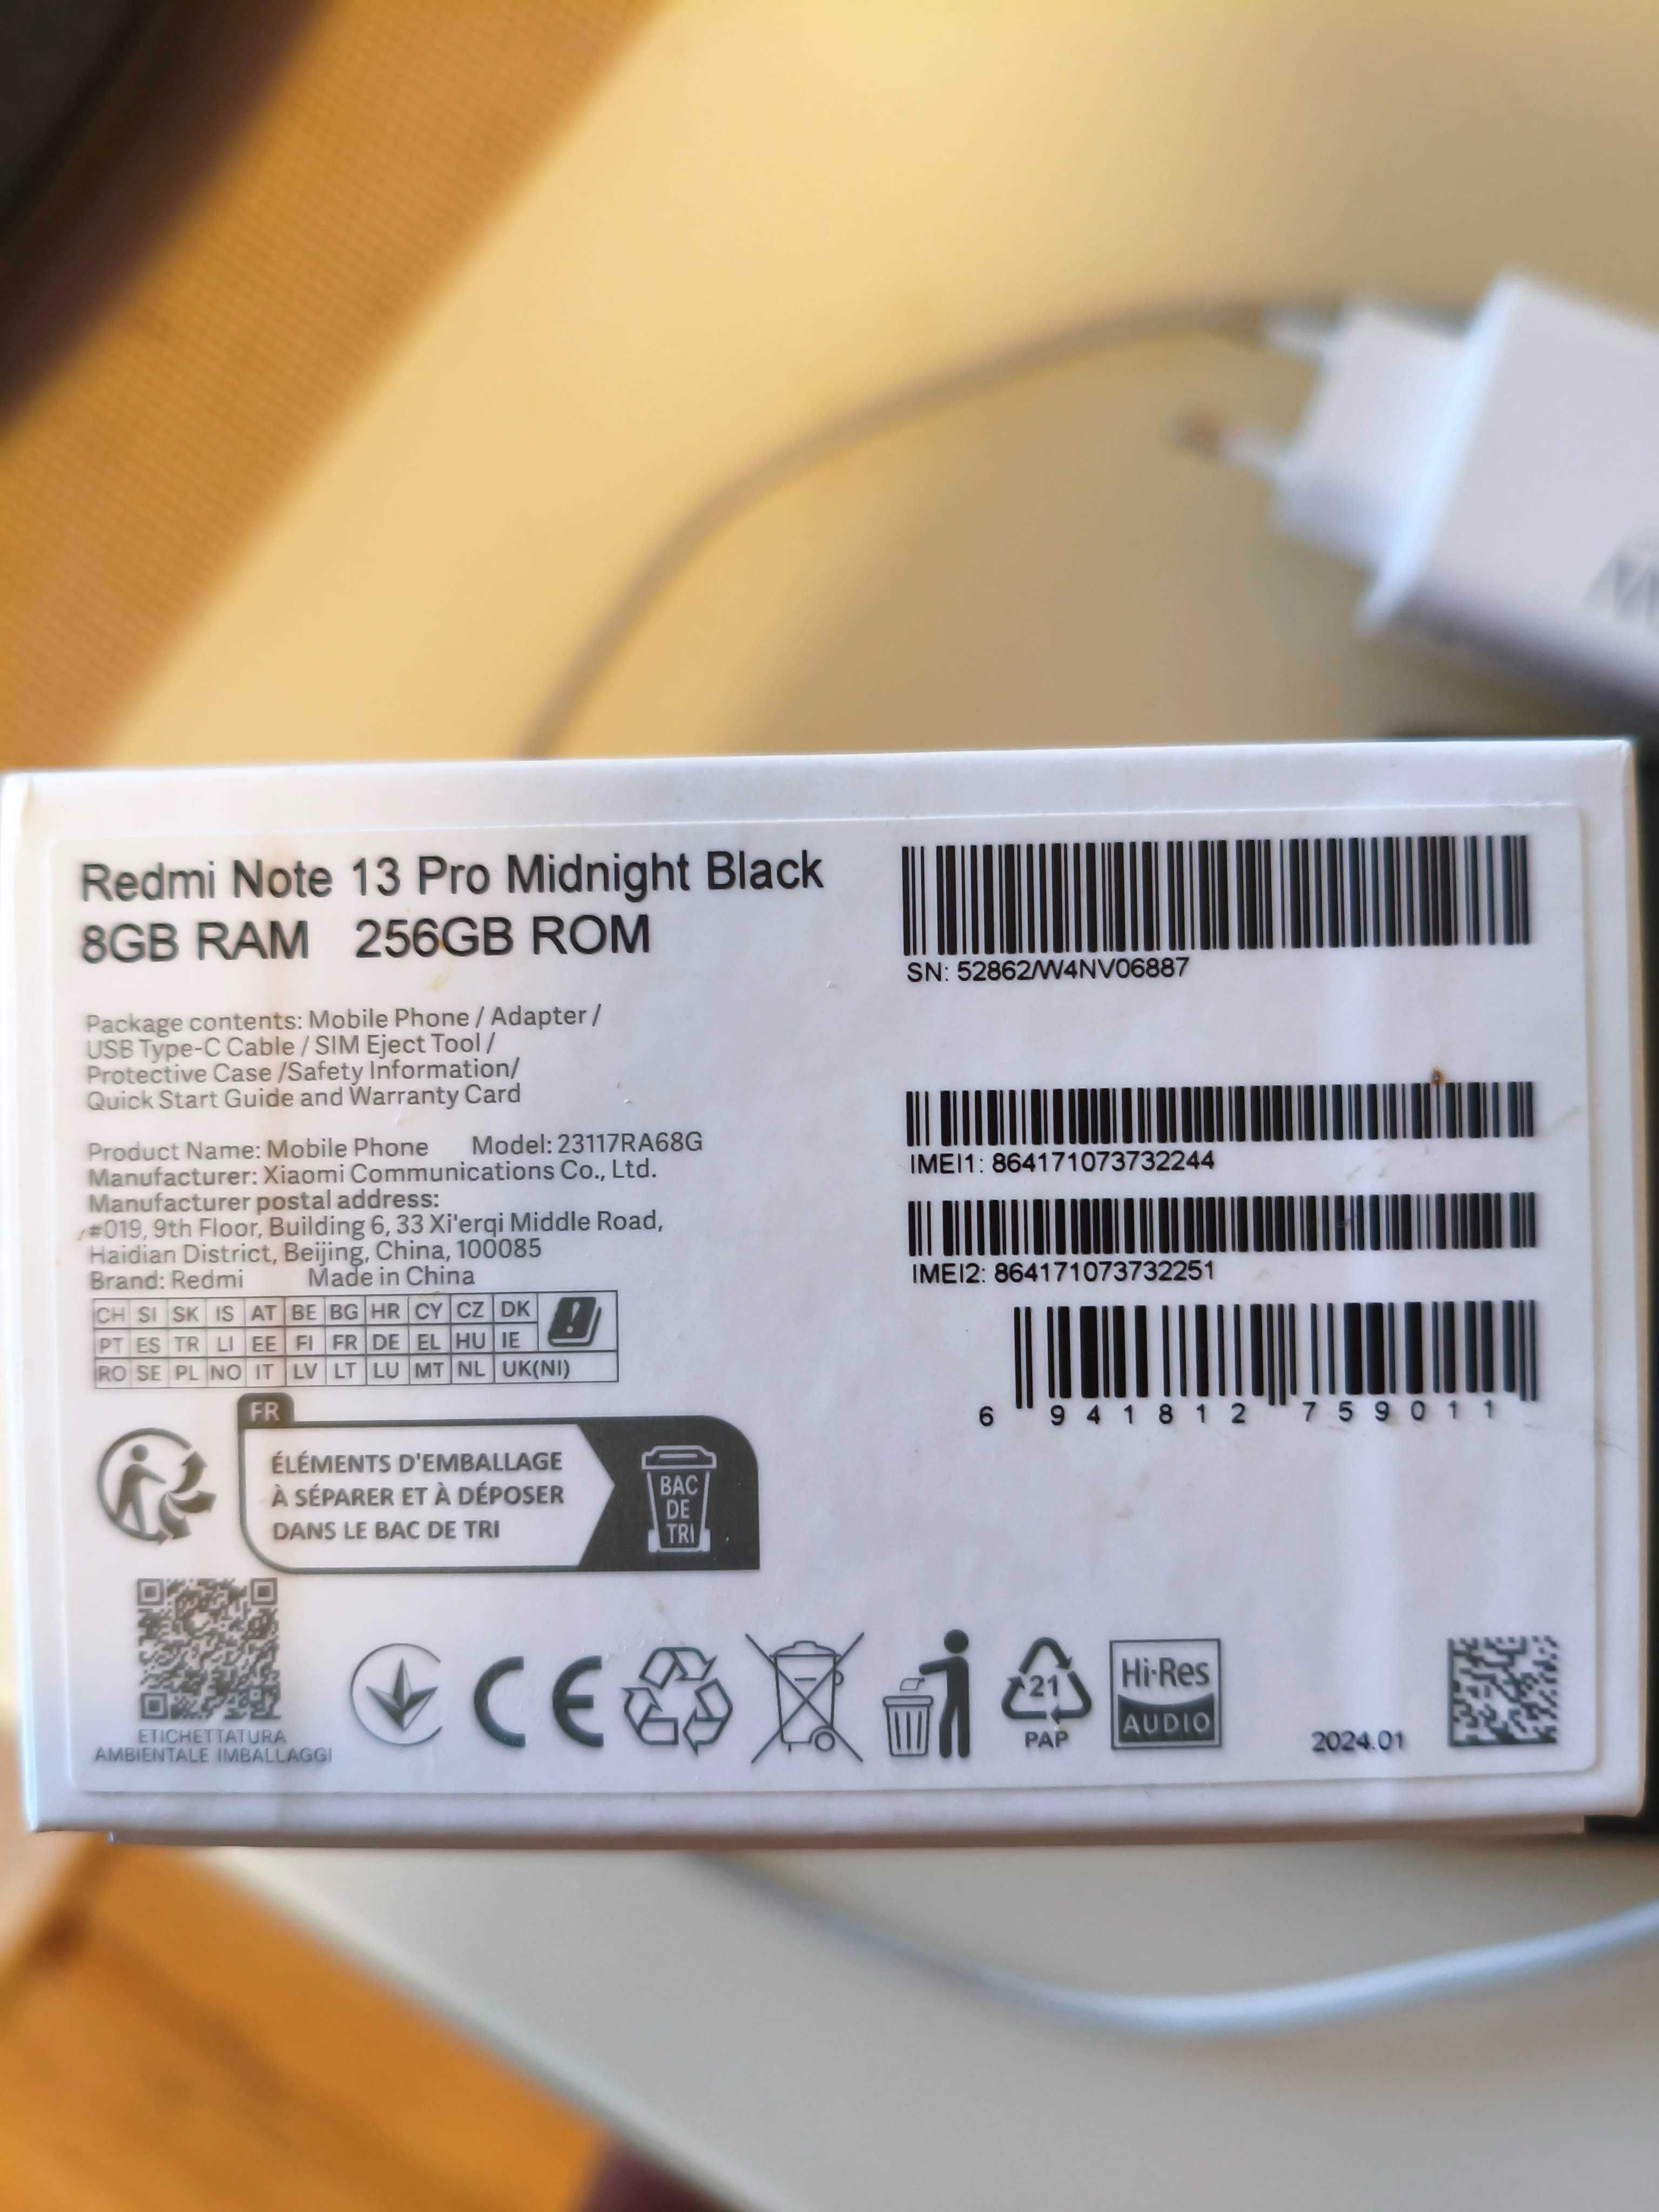 Redmi Note 13 Pro Midnight Black
8GB RAM 256GB ROM
Package contents: Mobile Phone / Adapter /
USB Type-C Cable / SIM Eject Tool /
Protective Case /Safety Information/
Quick Start Guide and Warranty Card
Product Name: Mobile Phone Model: 23117RA68G
Manufacturer: Xiaomi Communications Co., Ltd.
Manufacturer postal address:
#019, 9th Floor, Building 6, 33 Xi'erqi Middle Road,
Haidian District, Beijing, China, 100085
Brand: Redmi Made in China
CH SI SK IS AT BE BG HR CY CZ DK
PT ES TR LI EE FI FR DE EL HU IE
RO SE PL NO IT LV LT LU MT NL UK(NI)
FR
ÉLÉMENTS D'EMBALLAGE
À SÉPARER ET À DÉPOSER
DANS LE BAC DE TRI
BAC
DE
TRI
ETICHETTATURA
AMBIENTALE IMBALLAGGI
SN: 52862/W4NV06887
IMEI1: 864171073732244
IMEI2: 864171073732251
6 941812 759011
CE
21
PAP
Hi-Res
AUDIO
2024.01